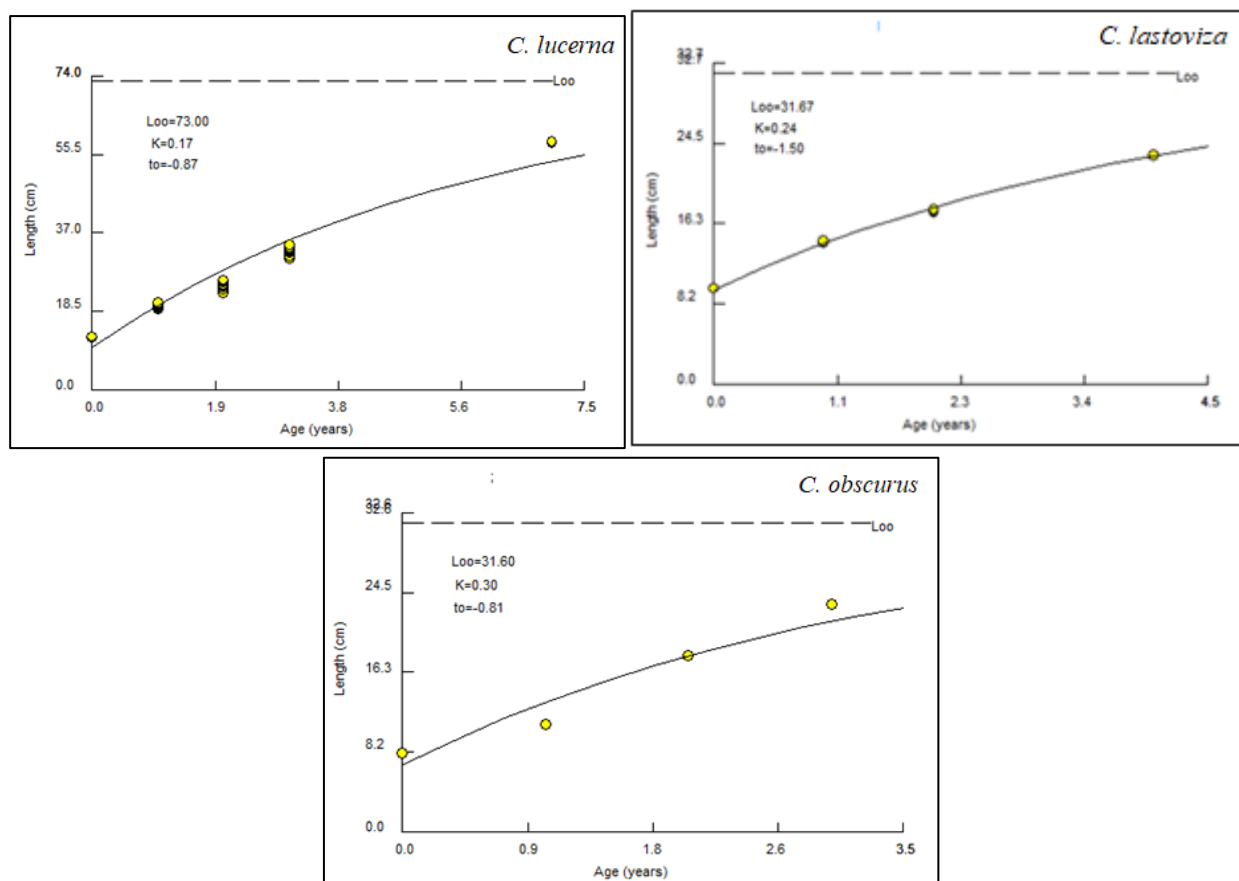 C. lucerna
74.0
Loo
Loo=73.00
K=0.17
to=-0.87
55.5
37.0
18.5
0.0
Length (cm)
0.0 1.9 3.8 5.6 7.5
Age (years)
C. lastoviza
32.7
Loo
Loo=31.67
K=0.24
to=-1.50
24.5
16.3
8.2
0.0
Length (cm)
0.0 1.1 2.3 3.4 4.5
Age (years)
C. obscurus
32.6
Loo
Loo=31.60
K=0.30
to=-0.81
24.5
16.3
8.2
0.0
Length (cm)
0.0 0.9 1.8 2.6 3.5
Age (years)